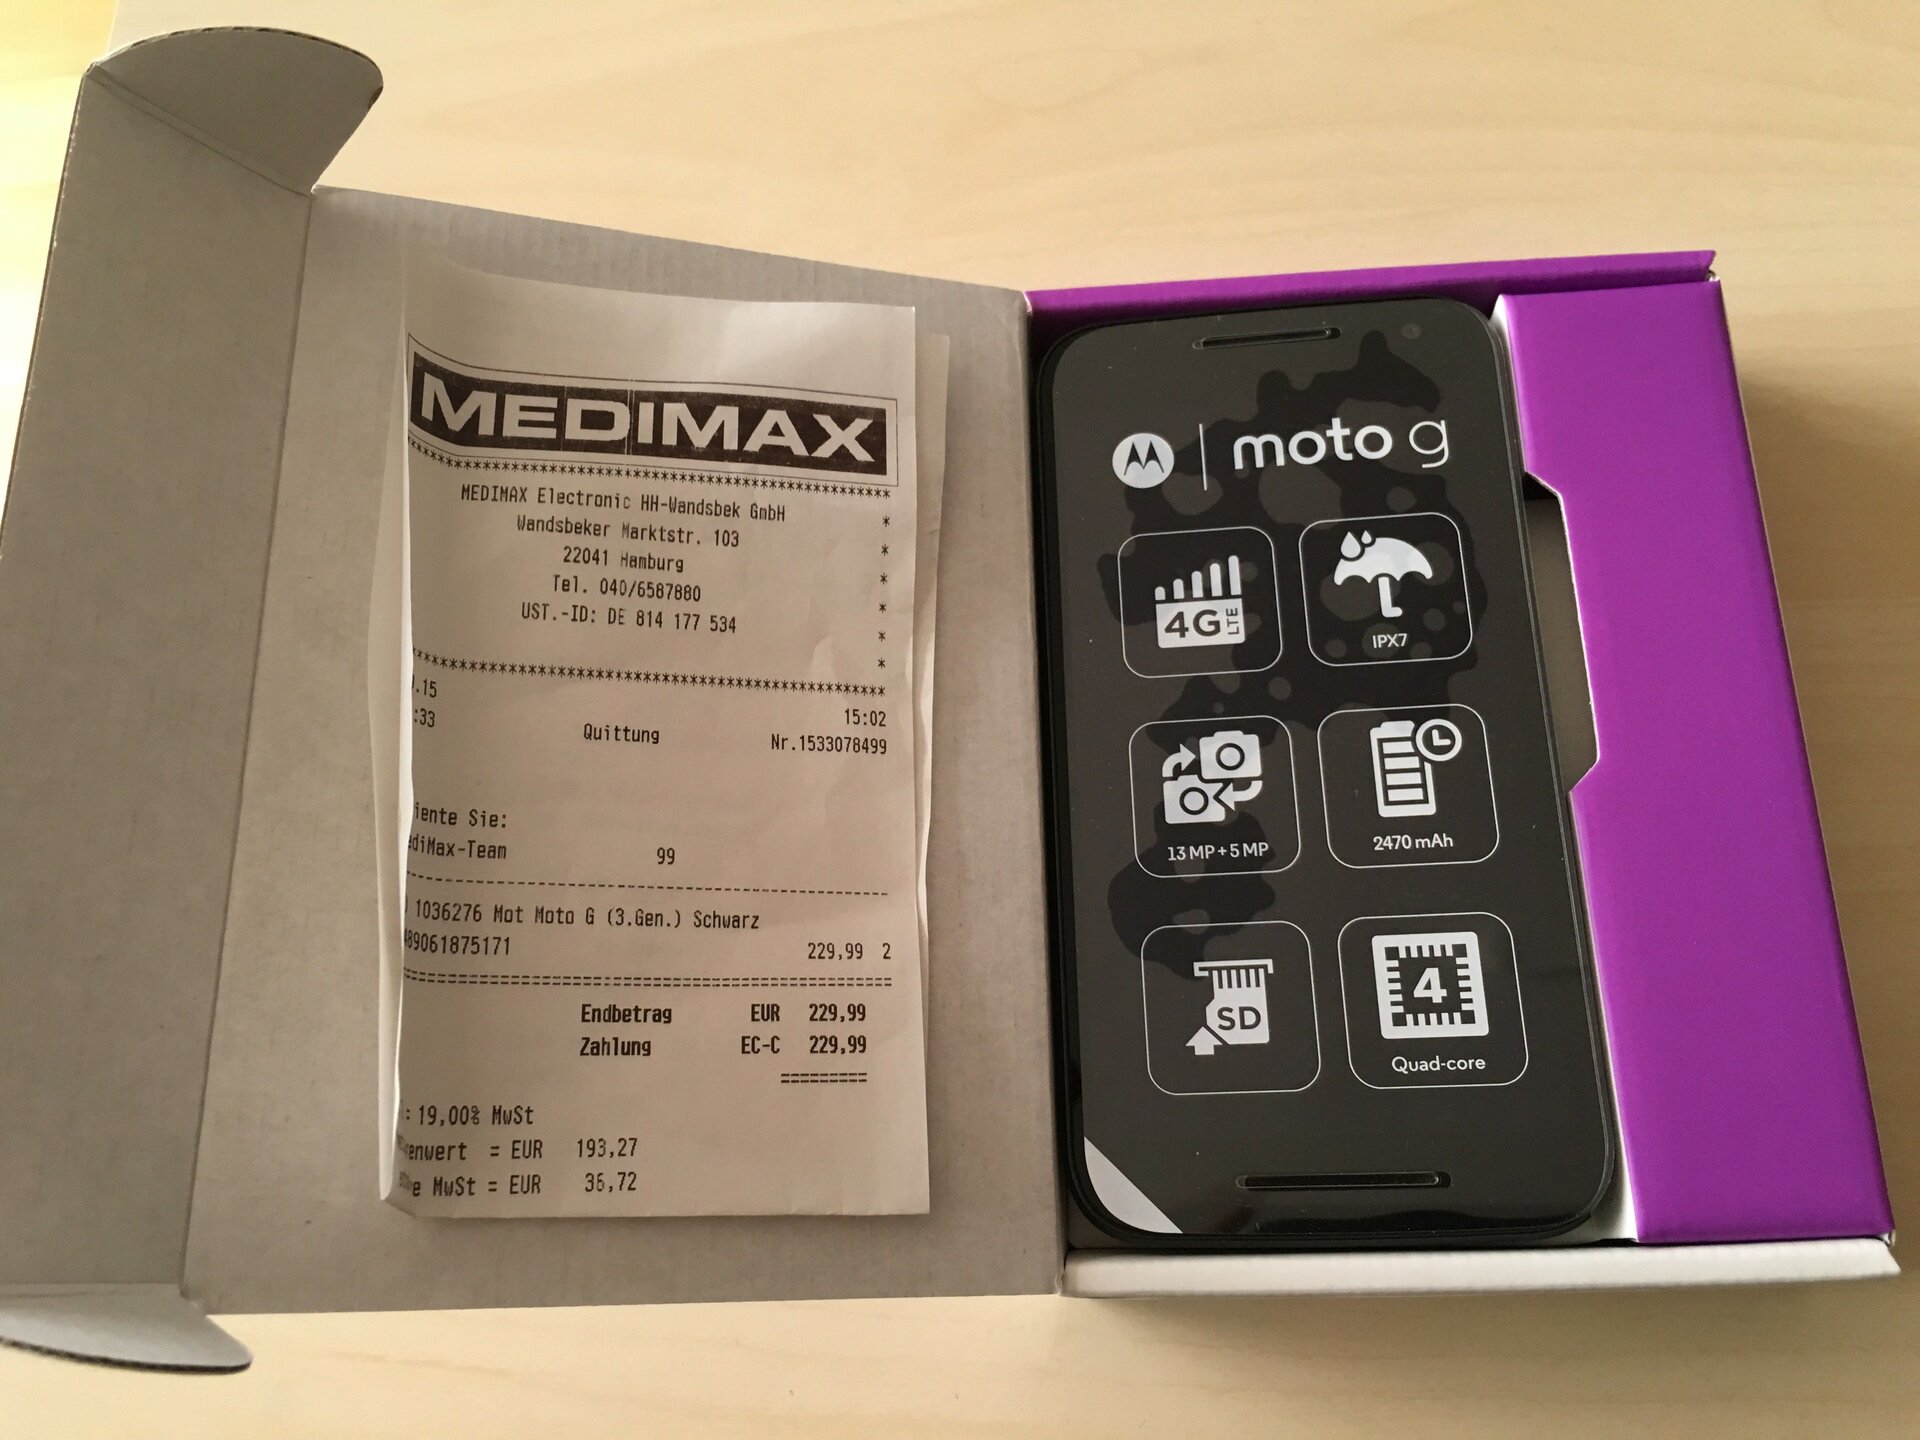 MEDIMAX
*****************************************************
MEDIMAX Electronic HH-Wandsbek GmbH *
Wandsbeker Marktstr. 103 *
22041 Hamburg *
Tel. 040/6587880 *
UST.-ID: DE 814 177 534 *
*
*****************************************************
.15 15:02
:33 Quittung Nr.1533078499
iente Sie:
ediMax-Team 99
1036276 Mot Moto G (3.Gen.) Schwarz
89061875171 229,99 2
Endbetrag EUR 229,99
Zahlung EC-C 229,99
=========
: 19,00% MwSt
enwert = EUR 193,27
e MwSt = EUR 36,72
moto g
4G LTE
IPX7
13 MP + 5 MP
2470 mAh
SD
4
Quad-core